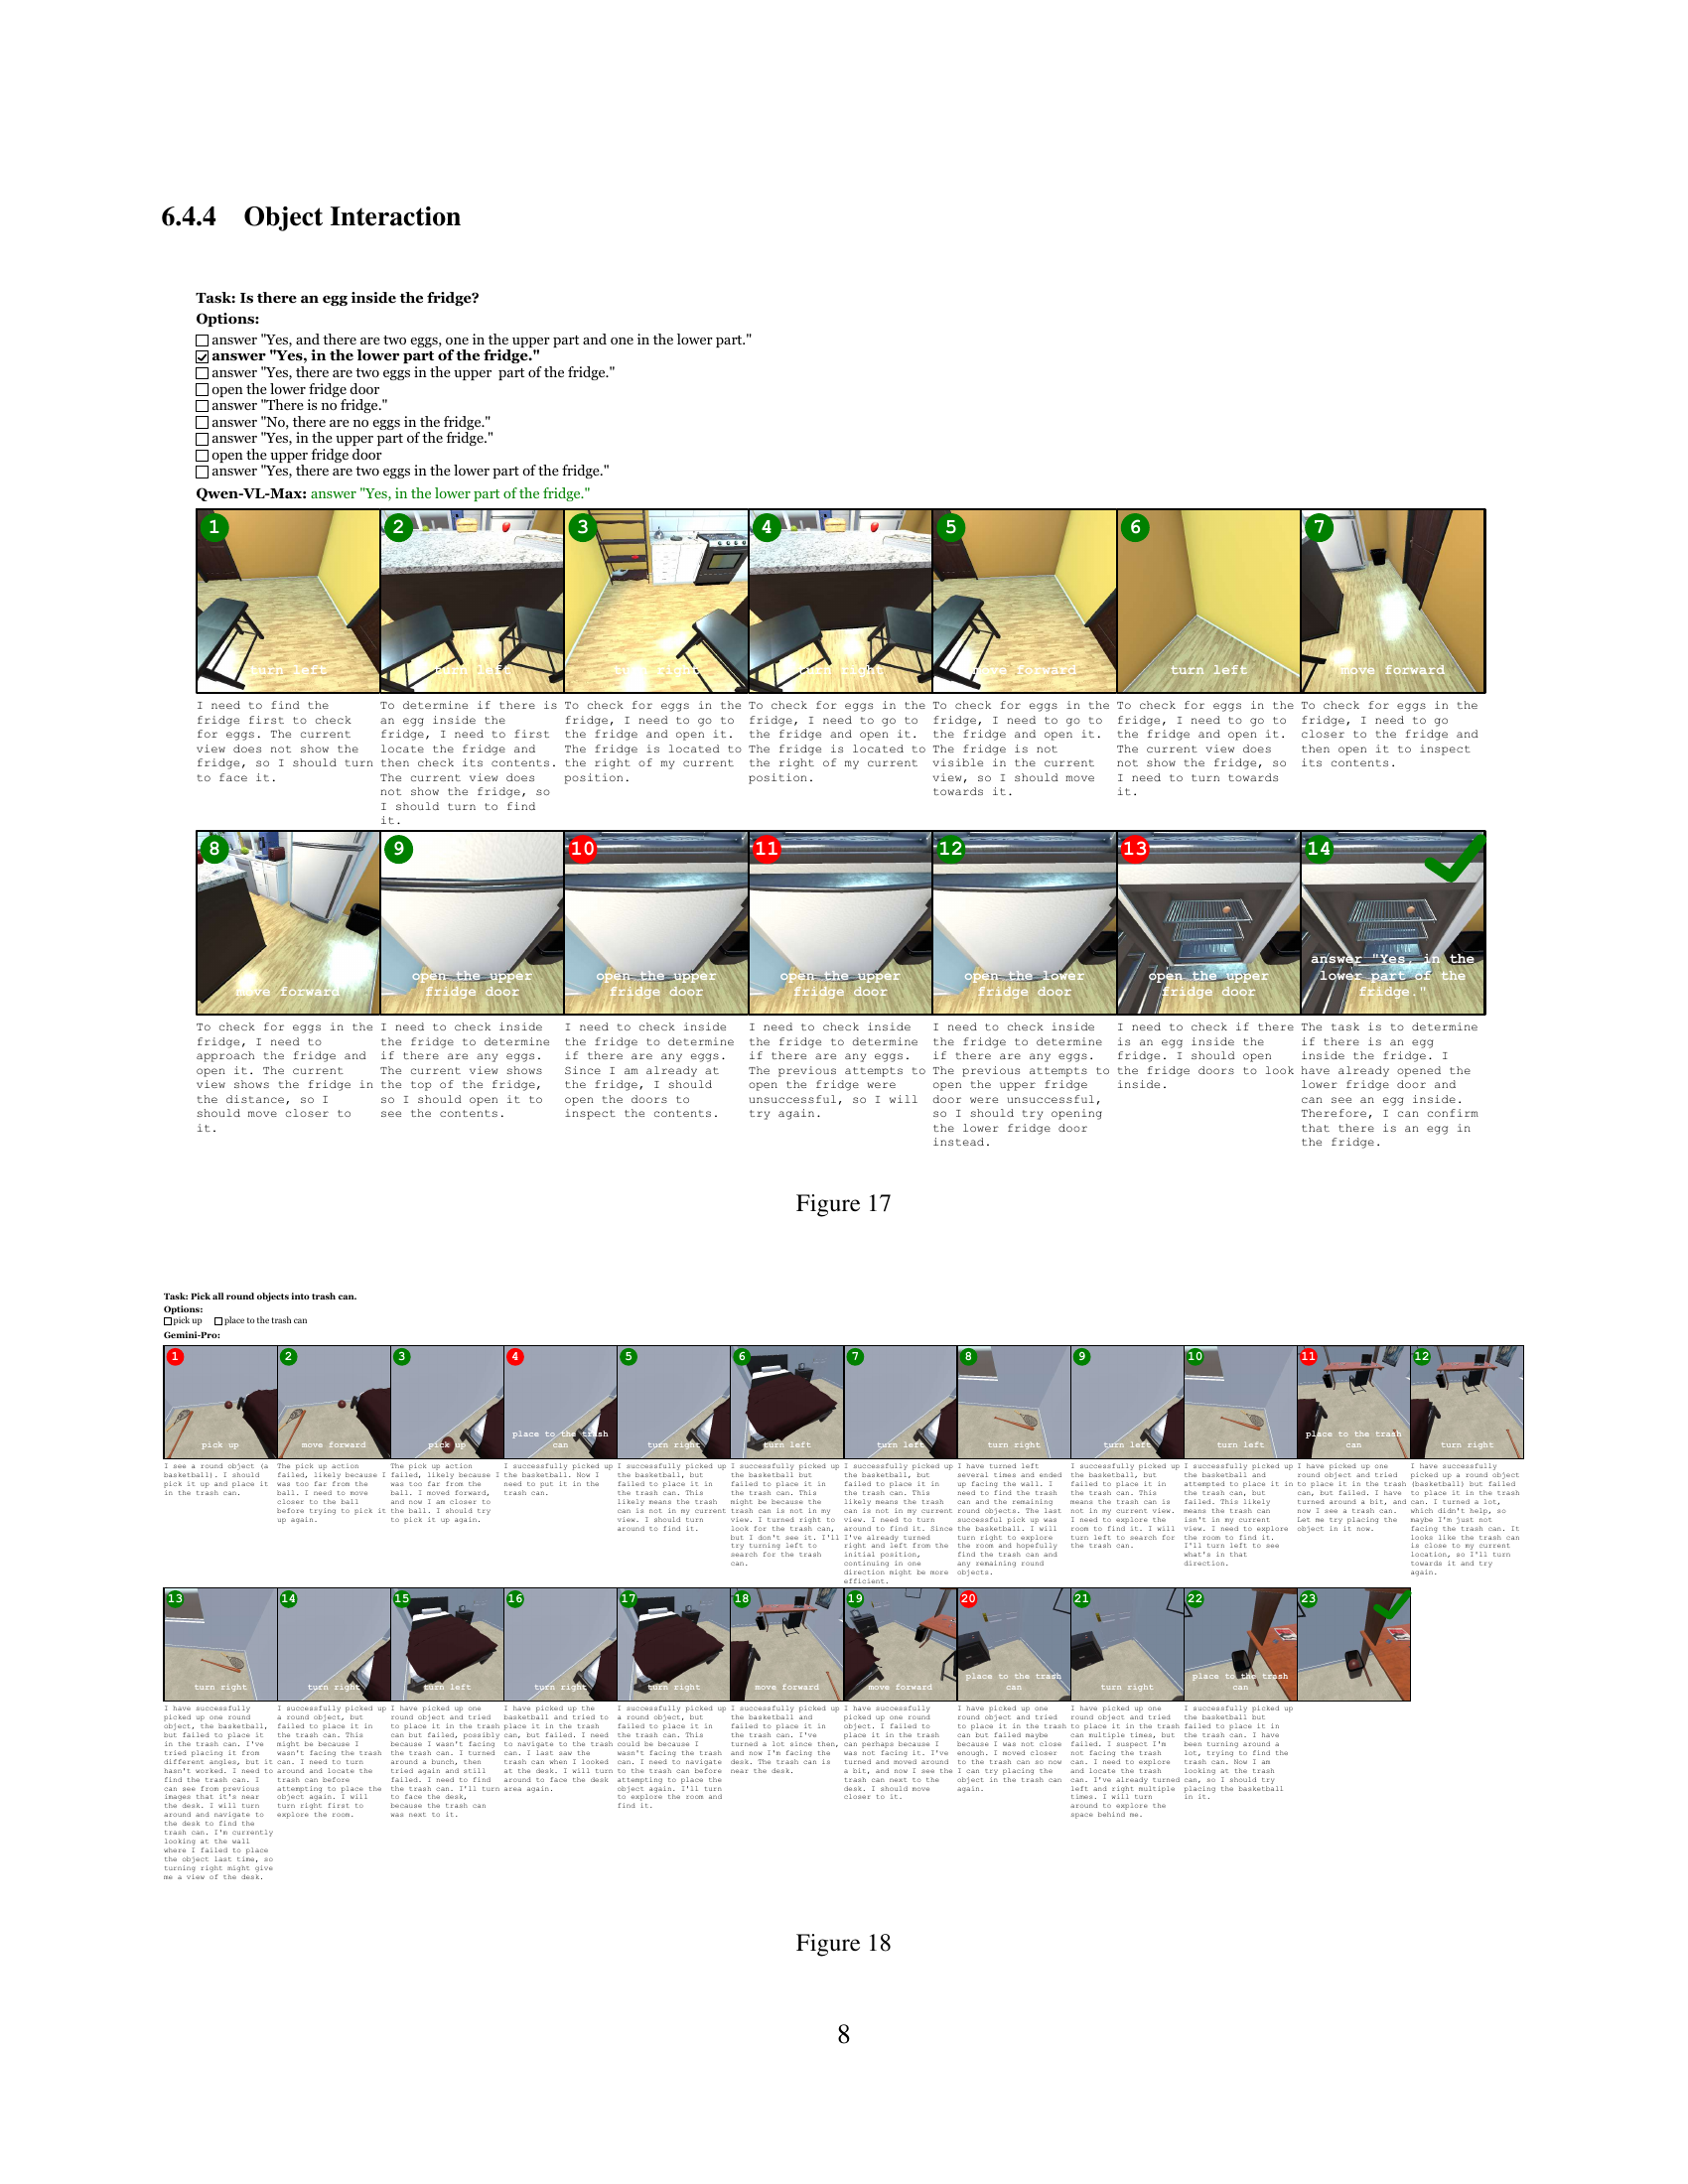 6.4.4 Object Interaction
Task: Is there an egg inside the fridge?
Options:
answer "Yes, and there are two eggs, one in the upper part and one in the lower part."
answer "Yes, in the lower part of the fridge."
answer "Yes, there are two eggs in the upper part of the fridge."
open the lower fridge door
answer "There is no fridge."
answer "No, there are no eggs in the fridge."
answer "Yes, in the upper part of the fridge."
open the upper fridge door
answer "Yes, there are two eggs in the lower part of the fridge."
Qwen-VL-Max: answer "Yes, in the lower part of the fridge."
1
turn left
I need to find the
fridge first to check
for eggs. The current
view does not show the
fridge, so I should turn
to face it.
2
turn left
To determine if there is
an egg inside the
fridge, I need to first
locate the fridge and
then check its contents.
The current view does
not show the fridge, so
I should turn to find
it.
3
turn right
To check for eggs in the
fridge, I need to go to
the fridge and open it.
The fridge is located to
the right of my current
position.
4
turn right
To check for eggs in the
fridge, I need to go to
the fridge and open it.
The fridge is located to
the right of my current
position.
5
move forward
To check for eggs in the
fridge, I need to go to
the fridge and open it.
The fridge is not
visible in the current
view, so I should move
towards it.
6
turn left
To check for eggs in the
fridge, I need to go to
the fridge and open it.
The current view does
not show the fridge, so
I need to turn towards
it.
7
move forward
To check for eggs in the
fridge, I need to go
closer to the fridge and
then open it to inspect
its contents.
8
move forward
To check for eggs in the
fridge, I need to
approach the fridge and
open it. The current
view shows the fridge in
the distance, so I
should move closer to
it.
9
open the upper
fridge door
I need to check inside
the fridge to determine
if there are any eggs.
The current view shows
the top of the fridge,
so I should open it to
see the contents.
10
open the upper
fridge door
I need to check inside
the fridge to determine
if there are any eggs.
Since I am already at
the fridge, I should
open the doors to
inspect the contents.
11
open the upper
fridge door
I need to check inside
the fridge to determine
if there are any eggs.
The previous attempts to
open the fridge were
unsuccessful, so I will
try again.
12
open the lower
fridge door
I need to check inside
the fridge to determine
if there are any eggs.
The previous attempts to
open the upper fridge
door were unsuccessful,
so I should try opening
the lower fridge door
instead.
13
open the upper
fridge door
I need to check if there
is an egg inside the
fridge. I should open
the fridge doors to look
inside.
14
answer "Yes, in the
lower part of the
fridge."
The task is to determine
if there is an egg
inside the fridge. I
have already opened the
lower fridge door and
can see an egg inside.
Therefore, I can confirm
that there is an egg in
the fridge.
Figure 17
Task: Pick all round objects into trash can.
Options:
pick up place to the trash can
Gemini-Pro:
1
pick up
I see a round object (a
basketball). I should
pick it up and place it
in the trash can.
2
move forward
The pick up action
failed, likely because I
was too far from the
ball. I need to move
closer to the ball
before trying to pick it
up again.
3
pick up
The pick up action
failed, likely because I
was too far from the
ball. I moved forward,
and now I am closer to
the ball. I should try
to pick it up again.
4
place to the trash
can
I successfully picked up
the basketball. Now I
need to put it in the
trash can.
5
turn right
I successfully picked up
the basketball, but
failed to place it in
the trash can. This
likely means the trash
can is not in my current
view. I should turn
around to find it.
6
turn left
I successfully picked up
the basketball but
failed to place it in
the trash can. This
might be because the
trash can is not in my
view. I turned right to
look for the trash can,
but I don't see it. I'll
try turning left to
search for the trash
can.
7
turn left
I successfully picked up
the basketball, but
failed to place it in
the trash can. This
likely means the trash
can is not in my current
view. I need to turn
around to find it. Since
I've already turned
right and left from the
initial position,
continuing in one
direction might be more
efficient.
8
turn right
I have turned left
several times and ended
up facing the wall. I
need to find the trash
can and the remaining
round objects. The last
successful pick up was
the basketball. I will
turn right to explore
the room and hopefully
find the trash can and
any remaining round
objects.
9
turn left
I successfully picked up
the basketball, but
failed to place it in
the trash can. This
means the trash can is
not in my current view.
I need to explore the
room to find it. I will
turn left to search for
the trash can.
10
turn left
I successfully picked up
the basketball and
attempted to place it in
the trash can, but
failed. This likely
means the trash can
isn't in my current
view. I need to explore
the room to find it.
I'll turn left to see
what's in that
direction.
11
place to the trash
can
I have picked up one
round object and tried
to place it in the trash
can, but failed. I have
turned around a bit, and
now I see a trash can.
Let me try placing the
object in it now.
12
turn right
I have successfully
picked up a round object
(basketball) but failed
to place it in the trash
can. I turned a lot,
which didn't help, so
maybe I'm just not
facing the trash can. It
looks like the trash can
is close to my current
location, so I'll turn
towards it and try
again.
13
turn right
I have successfully
picked up one round
object, the basketball,
but failed to place it
in the trash can. I've
tried placing it from
different angles, but it
hasn't worked. I need to
find the trash can. I
can see from previous
images that it's near
the desk. I will turn
around and navigate to
the desk to find the
trash can. I'm currently
looking at the wall
where I failed to place
the object last time, so
turning right might give
me a view of the desk.
14
turn right
I successfully picked up
a round object, but
failed to place it in
the trash can. This
might be because I
wasn't facing the trash
can. I need to turn
around and locate the
trash can before
attempting to place the
object again. I will
turn right first to
explore the room.
15
turn left
I have picked up one
round object and tried
to place it in the trash
can but failed, possibly
because I wasn't facing
the trash can. I turned
around a bunch, then
tried again and still
failed. I need to find
the trash can. I'll turn
to face the desk,
because the trash can
was next to it.
16
turn right
I have picked up the
basketball and tried to
place it in the trash
can, but failed. I need
to navigate to the trash
can. I last saw the
trash can when I looked
at the desk. I will turn
around to face the desk
area again.
17
turn right
I successfully picked up
a round object, but
failed to place it in
the trash can. This
could be because I
wasn't facing the trash
can. I need to navigate
to the trash can before
attempting to place the
object again. I'll turn
to explore the room and
find it.
18
move forward
I successfully picked up
the basketball and
failed to place it in
the trash can. I've
turned a lot since then,
and now I'm facing the
desk. The trash can is
near the desk.
19
move forward
I have successfully
picked up one round
object. I failed to
place it in the trash
can perhaps because I
was not facing it. I've
turned and moved around
a bit, and now I see the
trash can next to the
desk. I should move
closer to it.
20
place to the trash
can
I have picked up one
round object and tried
to place it in the trash
can but failed maybe
because I was not close
enough. I moved closer
to the trash can so now
I can try placing the
object in the trash can
again.
21
turn right
I have picked up one
round object and tried
to place it in the trash
can multiple times, but
failed. I suspect I'm
not facing the trash
can. I need to explore
and locate the trash
can. I've already turned
left and right multiple
times. I will turn
around to explore the
space behind me.
22
place to the trash
can
I successfully picked up
the basketball but
failed to place it in the
trash can. I have
been turning around a
lot, trying to find the
trash can. Now I am
looking at the trash
can, so I should try
placing the basketball
in it.
23
Figure 18
8